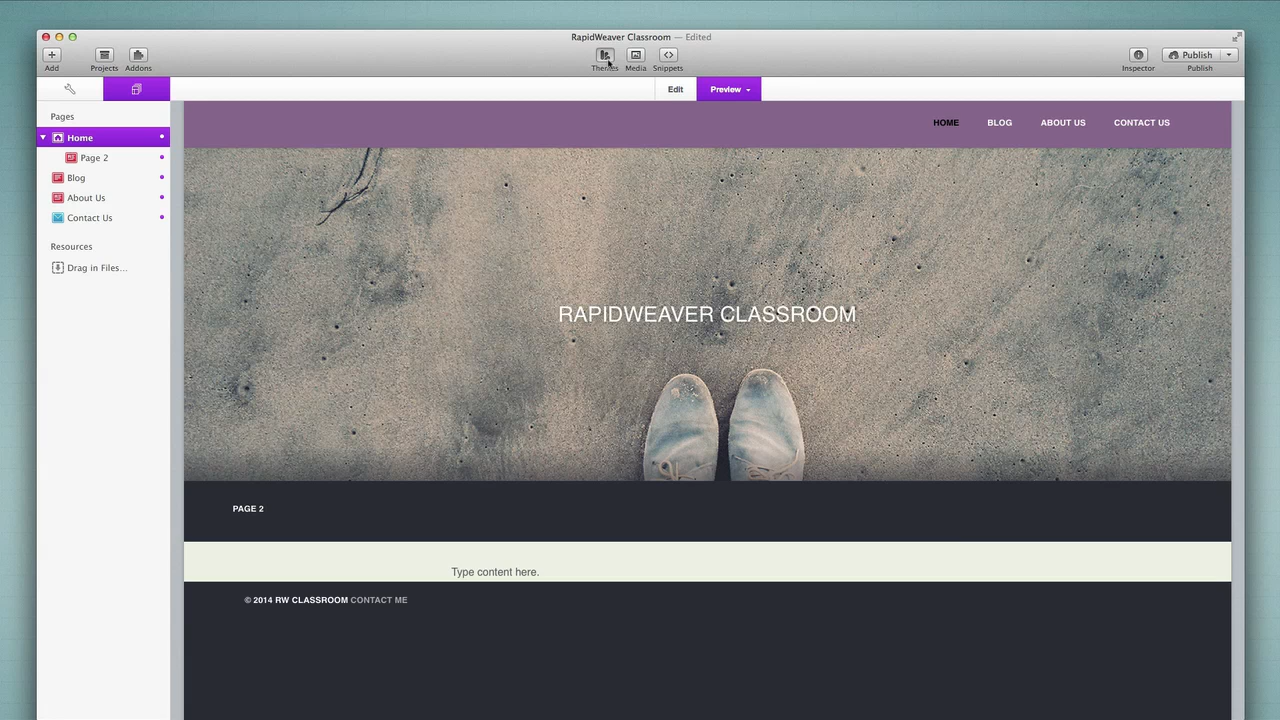 RapidWeaver Classroom — Edited
Add Projects Addons Themes Media Snippets Inspector Publish Publish
Edit Preview
Pages
Home
Page 2
Blog
About Us
Contact Us
Resources
Drag in Files...
HOME BLOG ABOUT US CONTACT US
RAPIDWEAVER CLASSROOM
PAGE 2
Type content here.
© 2014 RW CLASSROOM CONTACT ME